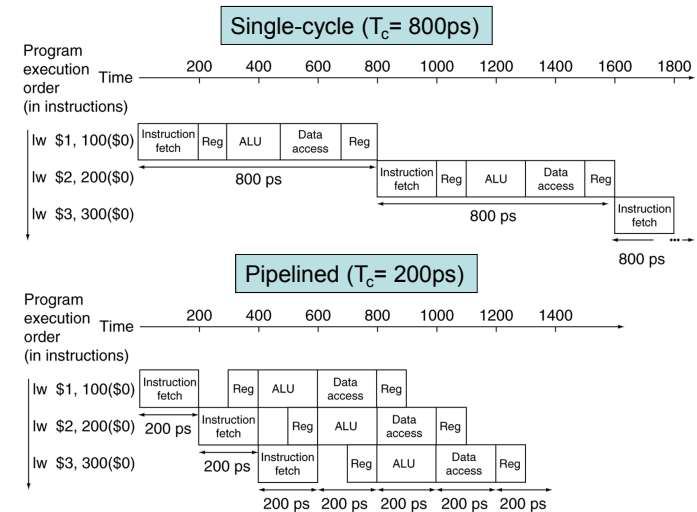 Single-cycle (Tc= 800ps)
Program
execution
order
(in instructions)
Time
200 400 600 800 1000 1200 1400 1600 1800
lw $1, 100($0)
Instruction
fetch
Reg
ALU
Data
access
Reg
800 ps
lw $2, 200($0)
Instruction
fetch
Reg
ALU
Data
access
Reg
800 ps
lw $3, 300($0)
Instruction
fetch
...
800 ps
Pipelined (Tc= 200ps)
Program
execution
order
(in instructions)
Time
200 400 600 800 1000 1200 1400
lw $1, 100($0)
Instruction
fetch
Reg
ALU
Data
access
Reg
200 ps
lw $2, 200($0)
Instruction
fetch
Reg
ALU
Data
access
Reg
200 ps
lw $3, 300($0)
Instruction
fetch
Reg
ALU
Data
access
Reg
200 ps 200 ps 200 ps 200 ps 200 ps